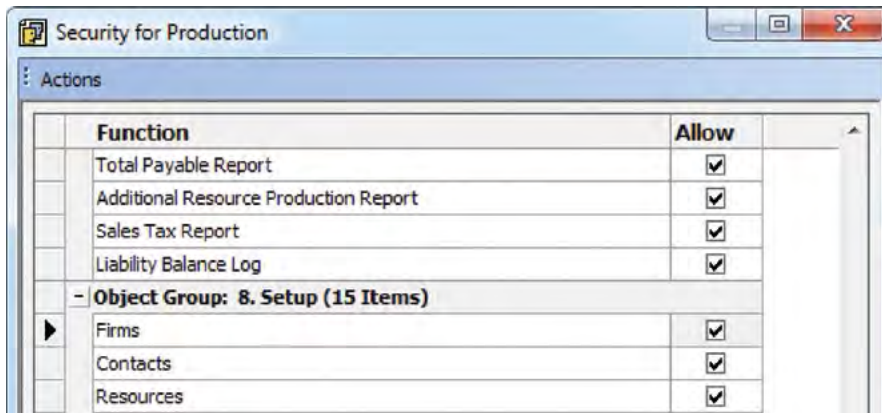 Security for Production
Actions
Function Allow
Total Payable Report
Additional Resource Production Report
Sales Tax Report
Liability Balance Log
Object Group: 8. Setup (15 Items)
Firms
Contacts
Resources